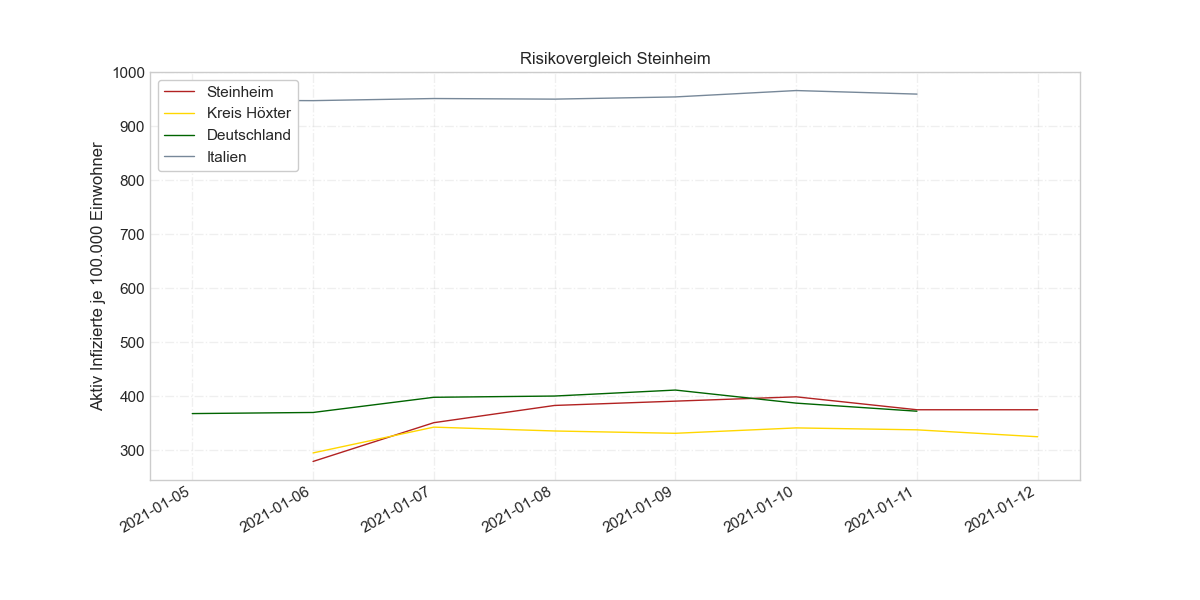 Risikovergleich Steinheim
Aktiv Infizierte je 100.000 Einwohner
1000
900
800
700
600
500
400
300
Steinheim
Kreis Höxter
Deutschland
Italien
2021-01-05
2021-01-06
2021-01-07
2021-01-08
2021-01-09
2021-01-10
2021-01-11
2021-01-12